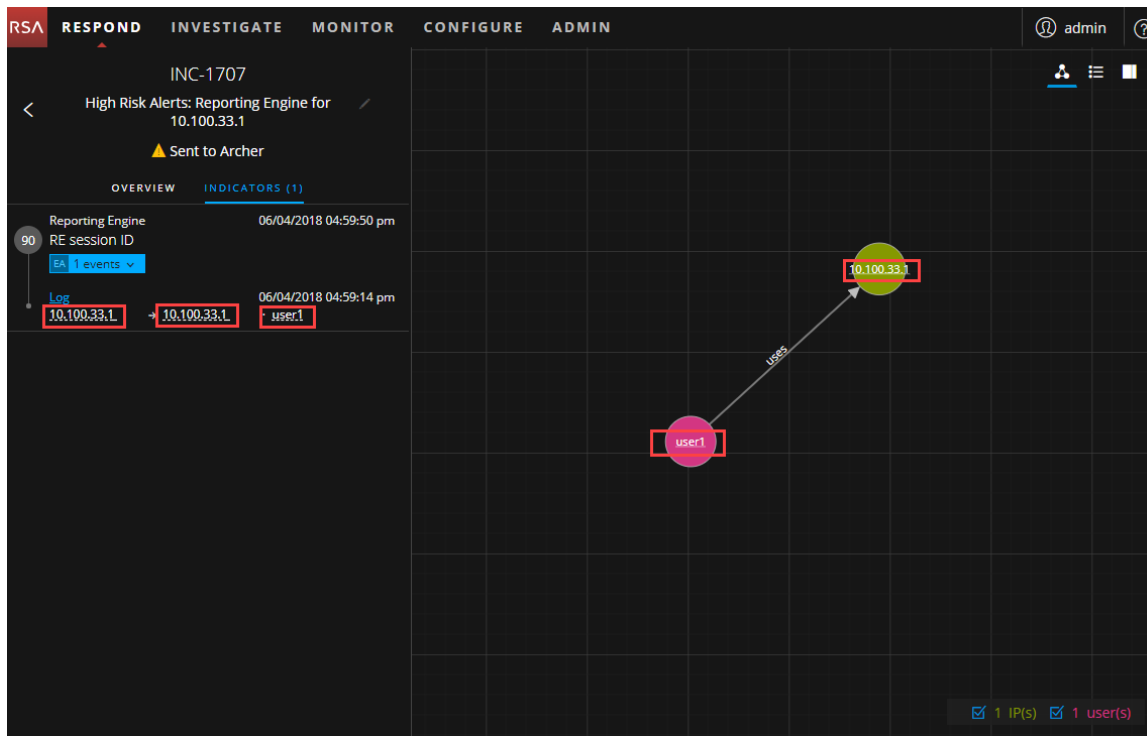 RSA RESPOND INVESTIGATE MONITOR CONFIGURE ADMIN admin ?
INC-1707
High Risk Alerts: Reporting Engine for
10.100.33.1
Sent to Archer
OVERVIEW INDICATORS (1)
Reporting Engine 06/04/2018 04:59:50 pm
90 RE session ID
EA 1 events
Log 06/04/2018 04:59:14 pm
10.100.33.1 → 10.100.33.1 user1
10.100.33.1
uses
user1
1 IP(s) 1 user(s)